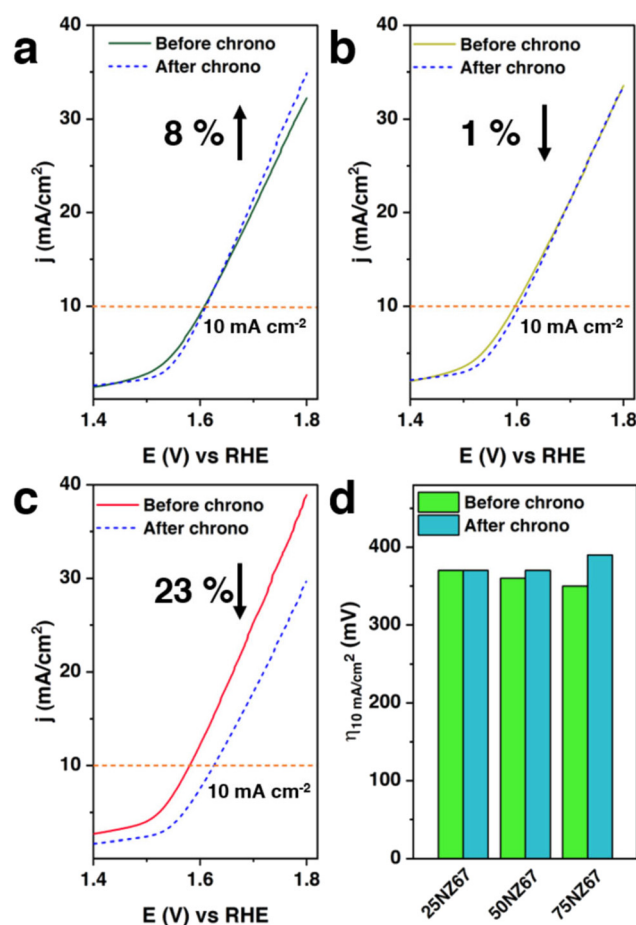 a
Before chrono
After chrono
8 %
j (mA/cm²)
40
30
20
10
10 mA cm⁻²
1.4
1.6
1.8
E (V) vs RHE
b
Before chrono
After chrono
1 %
j (mA/cm²)
40
30
20
10
10 mA cm⁻²
1.4
1.6
1.8
E (V) vs RHE
c
Before chrono
After chrono
23 %
j (mA/cm²)
40
30
20
10
10 mA cm⁻²
1.4
1.6
1.8
E (V) vs RHE
d
Before chrono
After chrono
η₁₀ mA/cm² (mV)
400
300
200
100
0
25NZ67
50NZ67
75NZ67